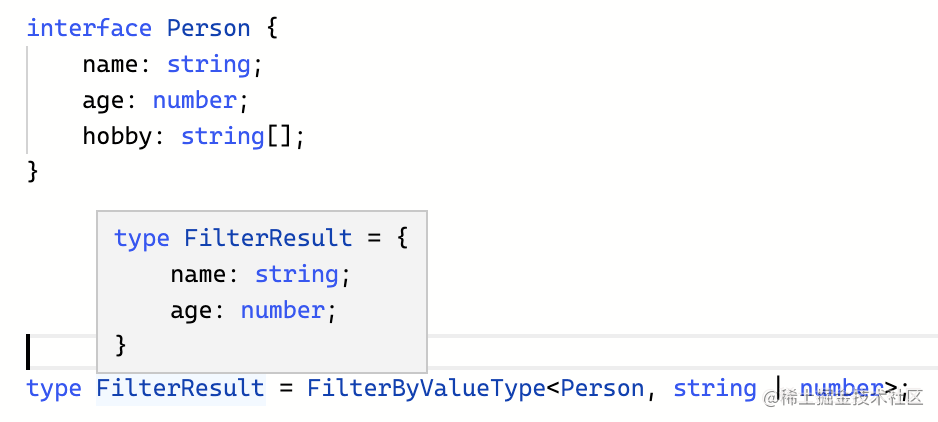 interface Person {
    name: string;
    age: number;
    hobby: string[];
}
type FilterResult = {
    name: string;
    age: number;
}
type FilterResult = FilterByValueType<Person, string | number>;
@稀土掘金技术社区